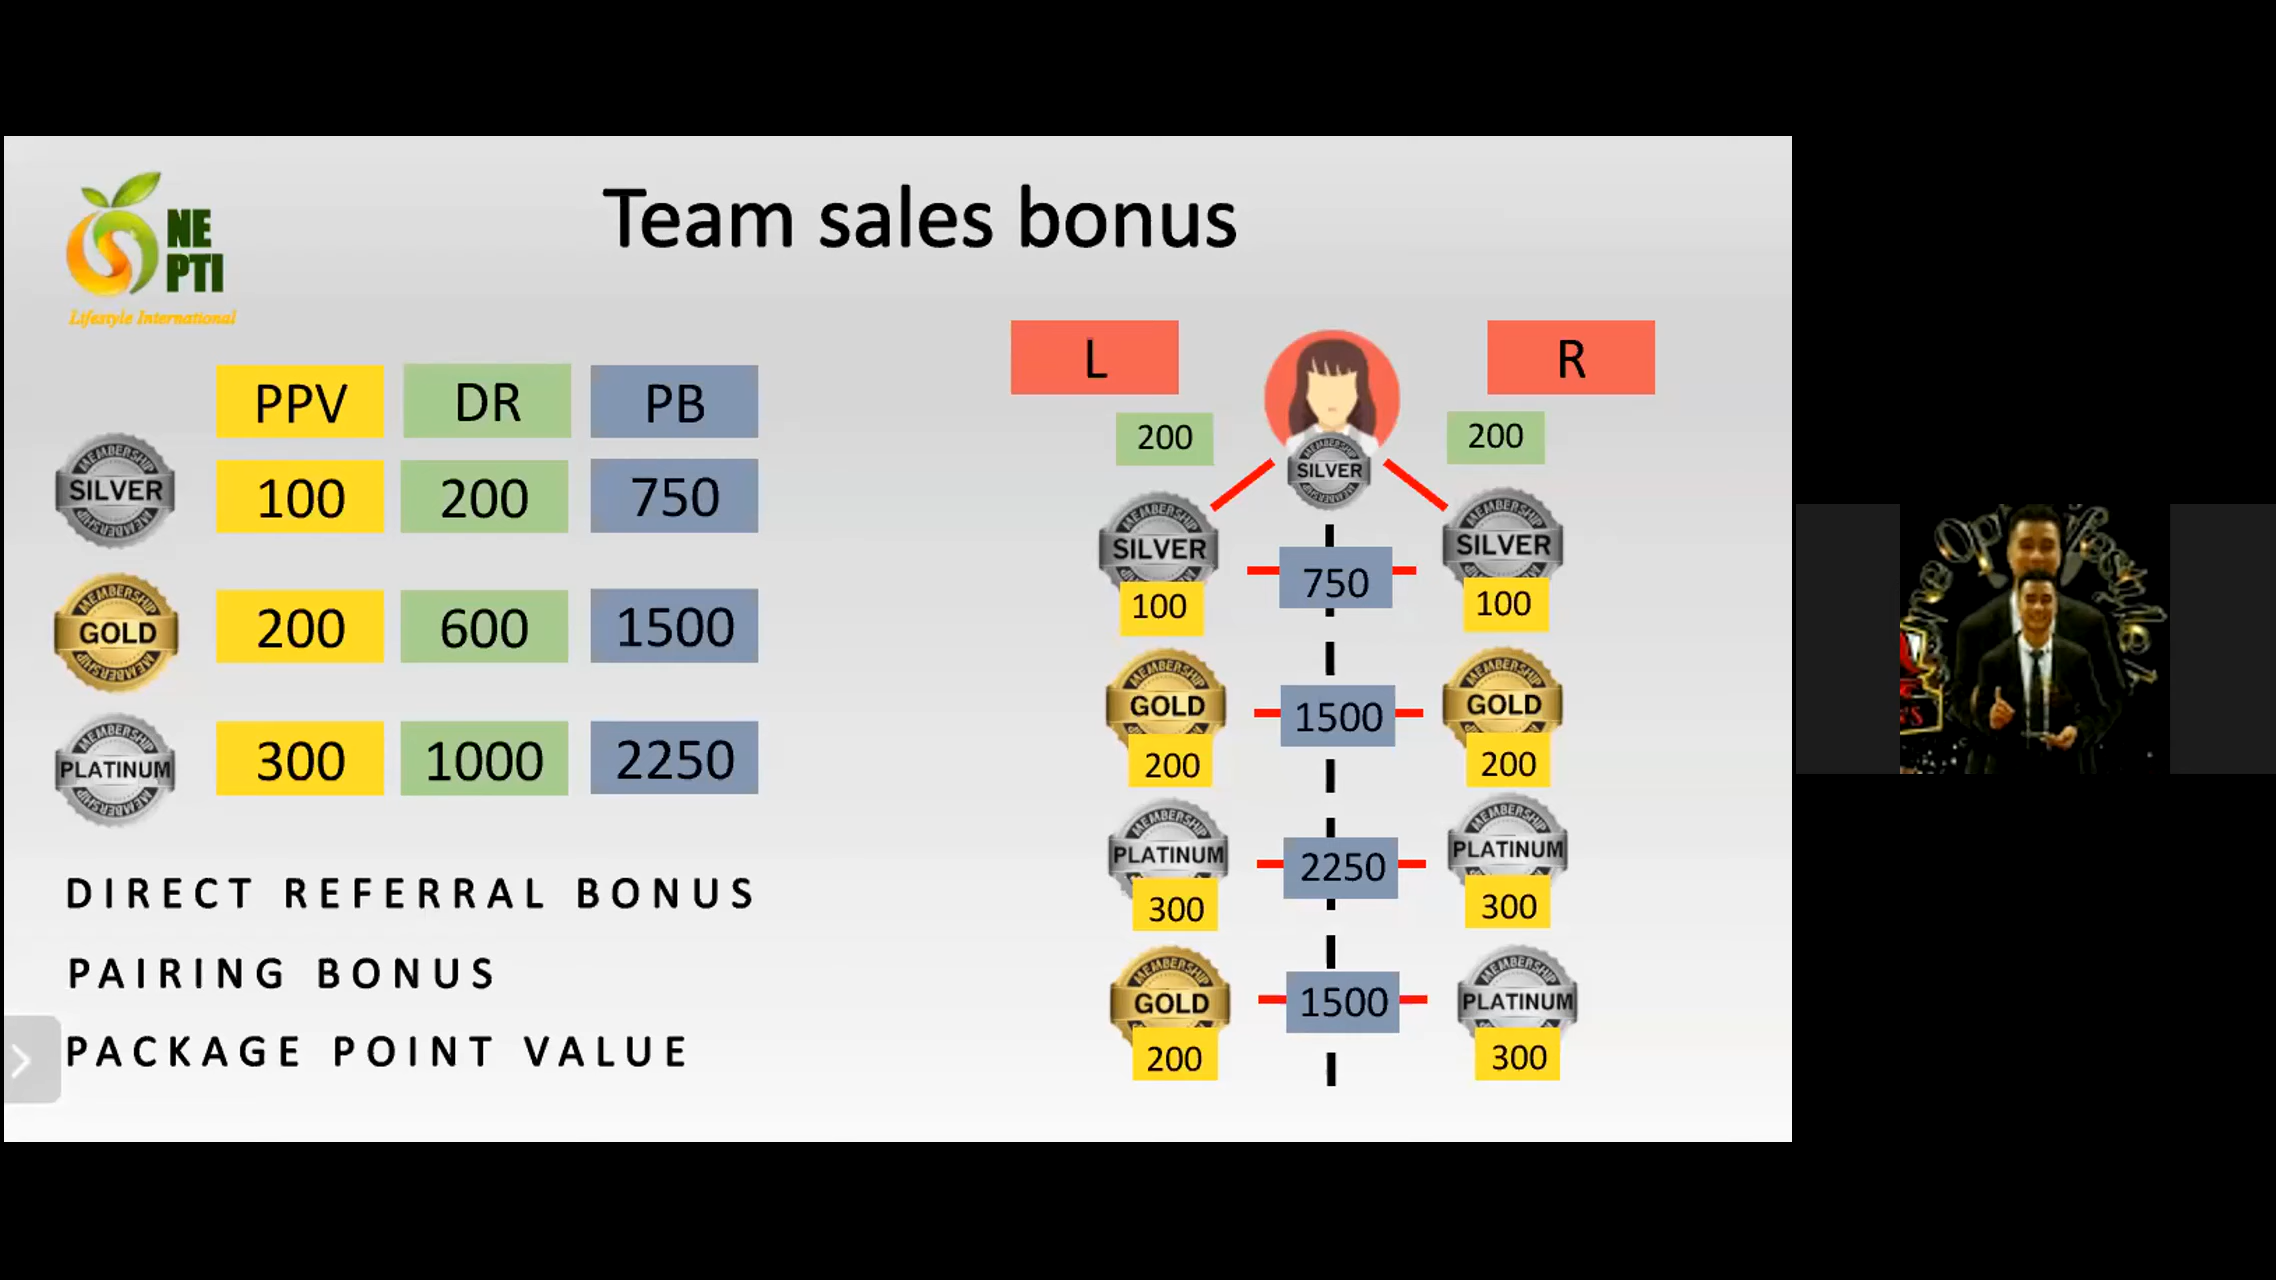 NE
PTI
Lifestyle International
Team sales bonus
PPV DR PB
SILVER 100 200 750
GOLD 200 600 1500
PLATINUM 300 1000 2250
DIRECT REFERRAL BONUS
PAIRING BONUS
PACKAGE POINT VALUE
L R
200 200
SILVER
SILVER 750 SILVER
100 100
GOLD 1500 GOLD
200 200
PLATINUM 2250 PLATINUM
300 300
GOLD 1500 PLATINUM
200 300